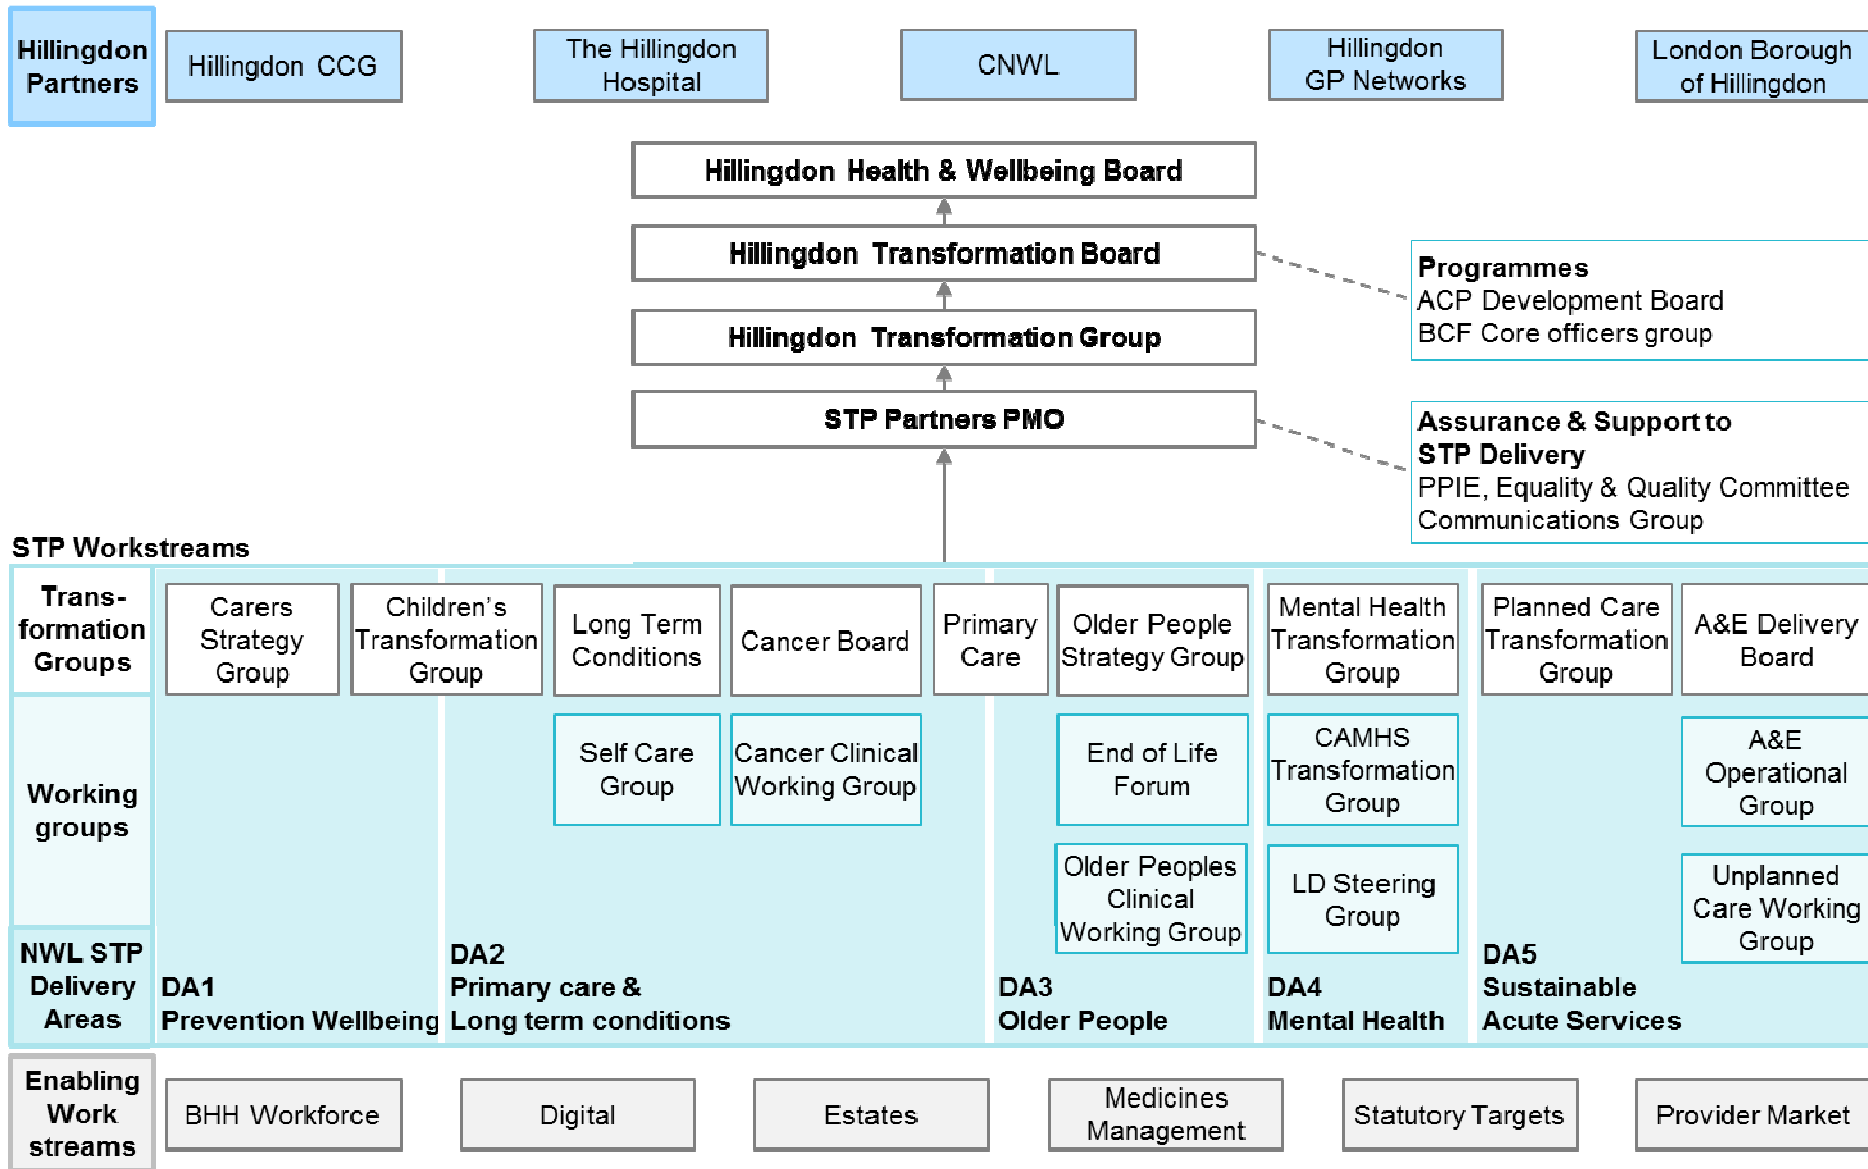 Hillingdon
Partners
Hillingdon CCG
The Hillingdon
Hospital
CNWL
Hillingdon
GP Networks
London Borough
of Hillingdon
Hillingdon Health & Wellbeing Board
Hillingdon Transformation Board
Hillingdon Transformation Group
STP Partners PMO
Programmes
ACP Development Board
BCF Core officers group
Assurance & Support to
STP Delivery
PPIE, Equality & Quality Committee
Communications Group
STP Workstreams
Trans-
formation
Groups
Carers
Strategy
Group
Children's
Transformation
Group
Long Term
Conditions
Cancer Board
Primary
Care
Older People
Strategy Group
Mental Health
Transformation
Group
Planned Care
Transformation
Group
A&E Delivery
Board
Working
groups
Self Care
Group
Cancer Clinical
Working Group
End of Life
Forum
CAMHS
Transformation
Group
A&E
Operational
Group
Older Peoples
Clinical
Working Group
LD Steering
Group
Unplanned
Care Working
Group
NWL STP
Delivery
Areas
DA1
Prevention Wellbeing
DA2
Primary care &
Long term conditions
DA3
Older People
DA4
Mental Health
DA5
Sustainable
Acute Services
Enabling
Work
streams
BHH Workforce
Digital
Estates
Medicines
Management
Statutory Targets
Provider Market